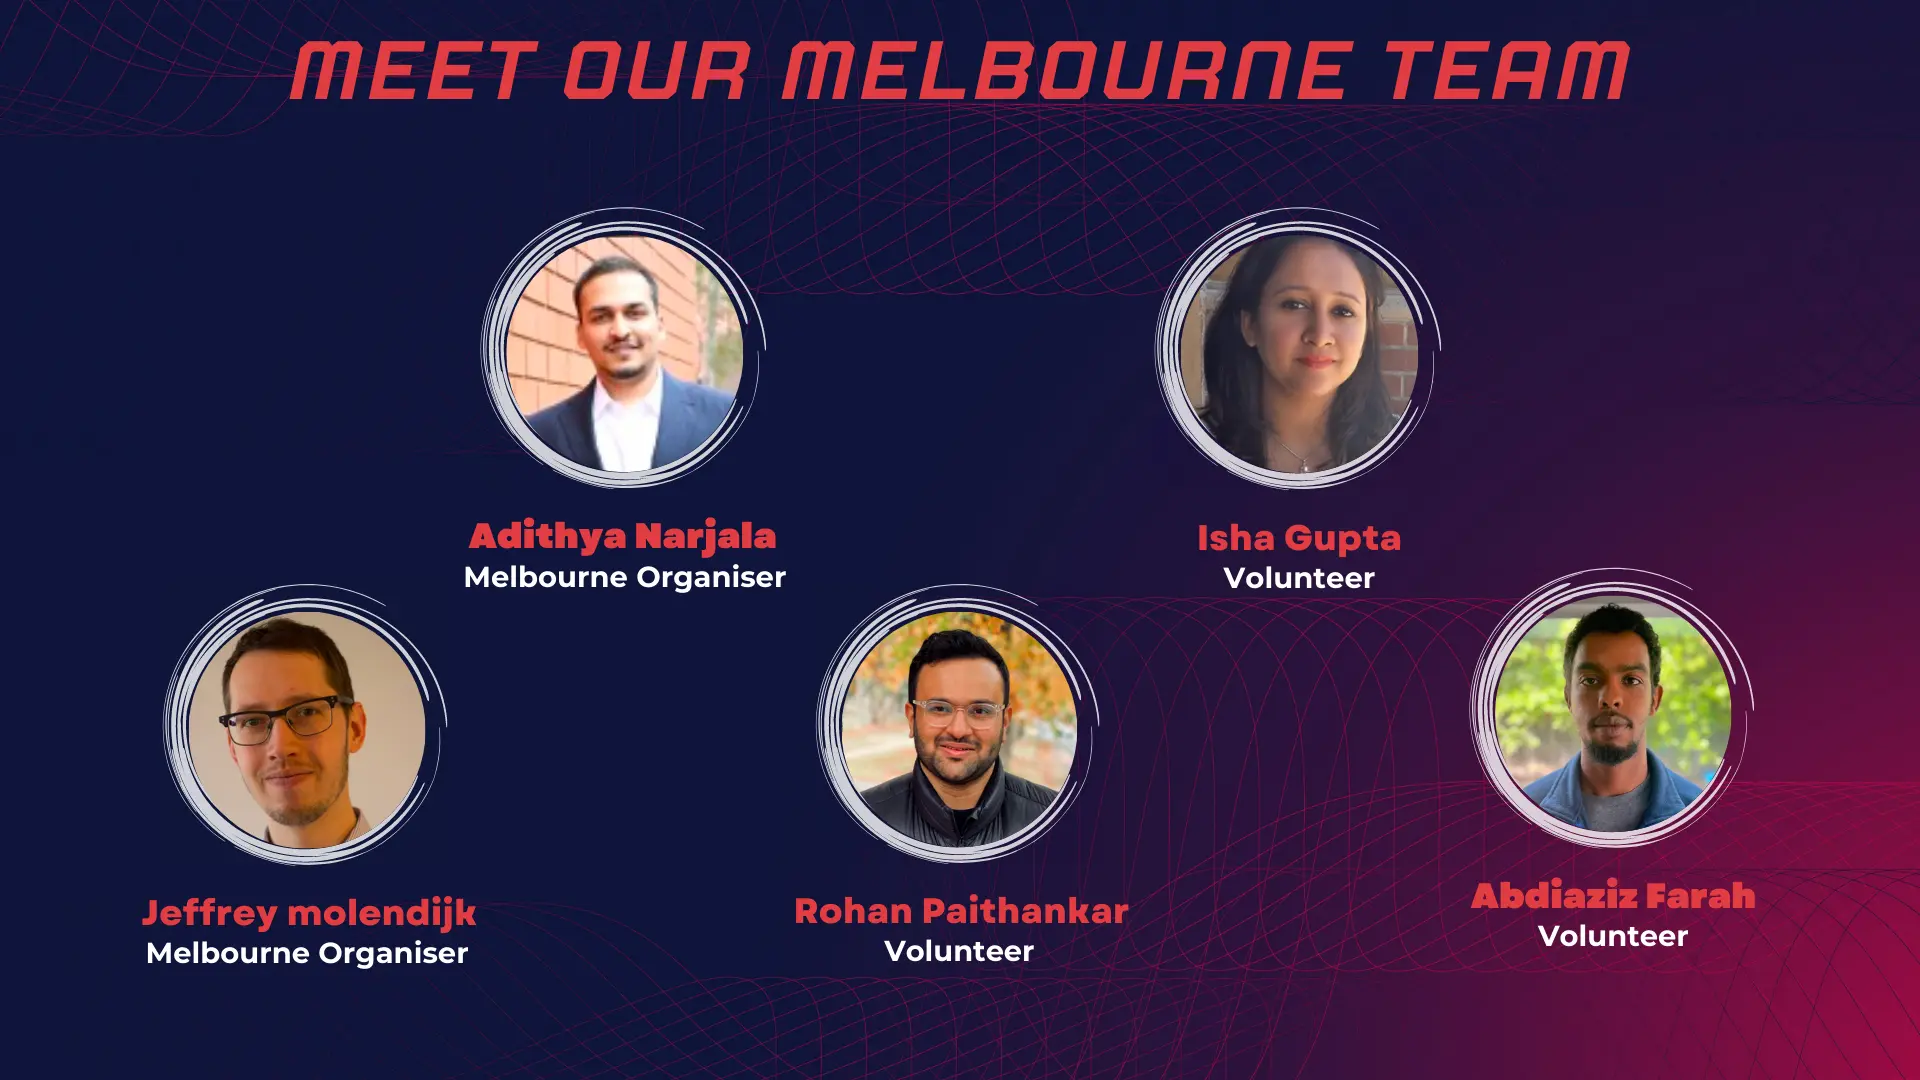 MEET OUR MELBOURNE TEAM
Adithya Narjala
Melbourne Organiser
Isha Gupta
Volunteer
Jeffrey molendijk
Melbourne Organiser
Rohan Paithankar
Volunteer
Abdiaziz Farah
Volunteer